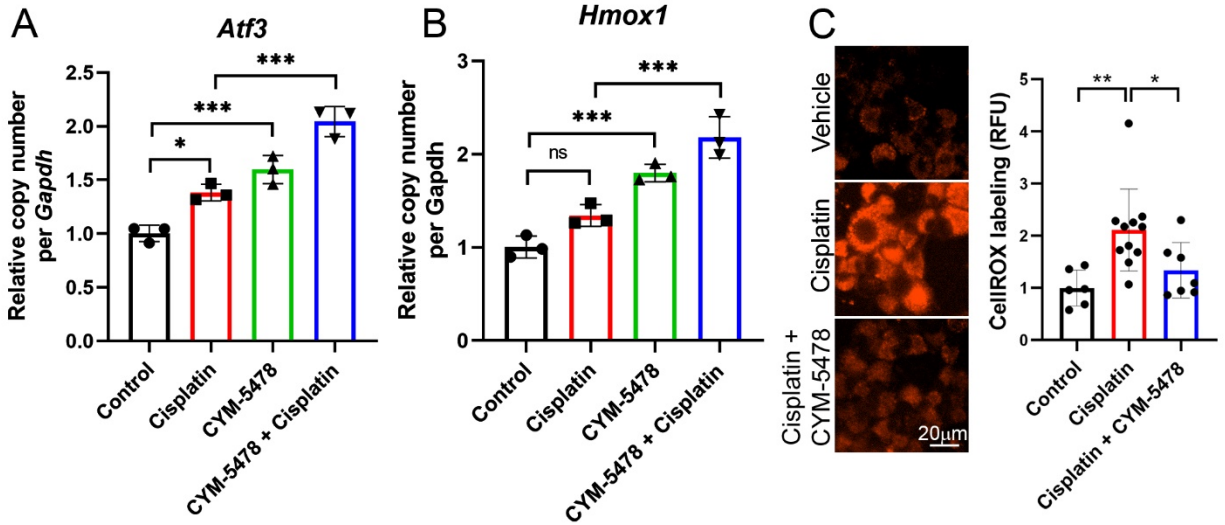 A
Atf3
Relative copy number
per Gapdh
2.5
2.0
1.5
1.0
0.5
0.0
*
***
***
Control
Cisplatin
CYM-5478
CYM-5478 + Cisplatin
B
Hmox1
Relative copy number
per Gapdh
3
2
1
0
ns
***
***
Control
Cisplatin
CYM-5478
CYM-5478 + Cisplatin
C
Vehicle
Cisplatin
Cisplatin +
CYM-5478
20μm
CellROX labeling (RFU)
5
4
3
2
1
0
**
*
Control
Cisplatin
Cisplatin + CYM-5478